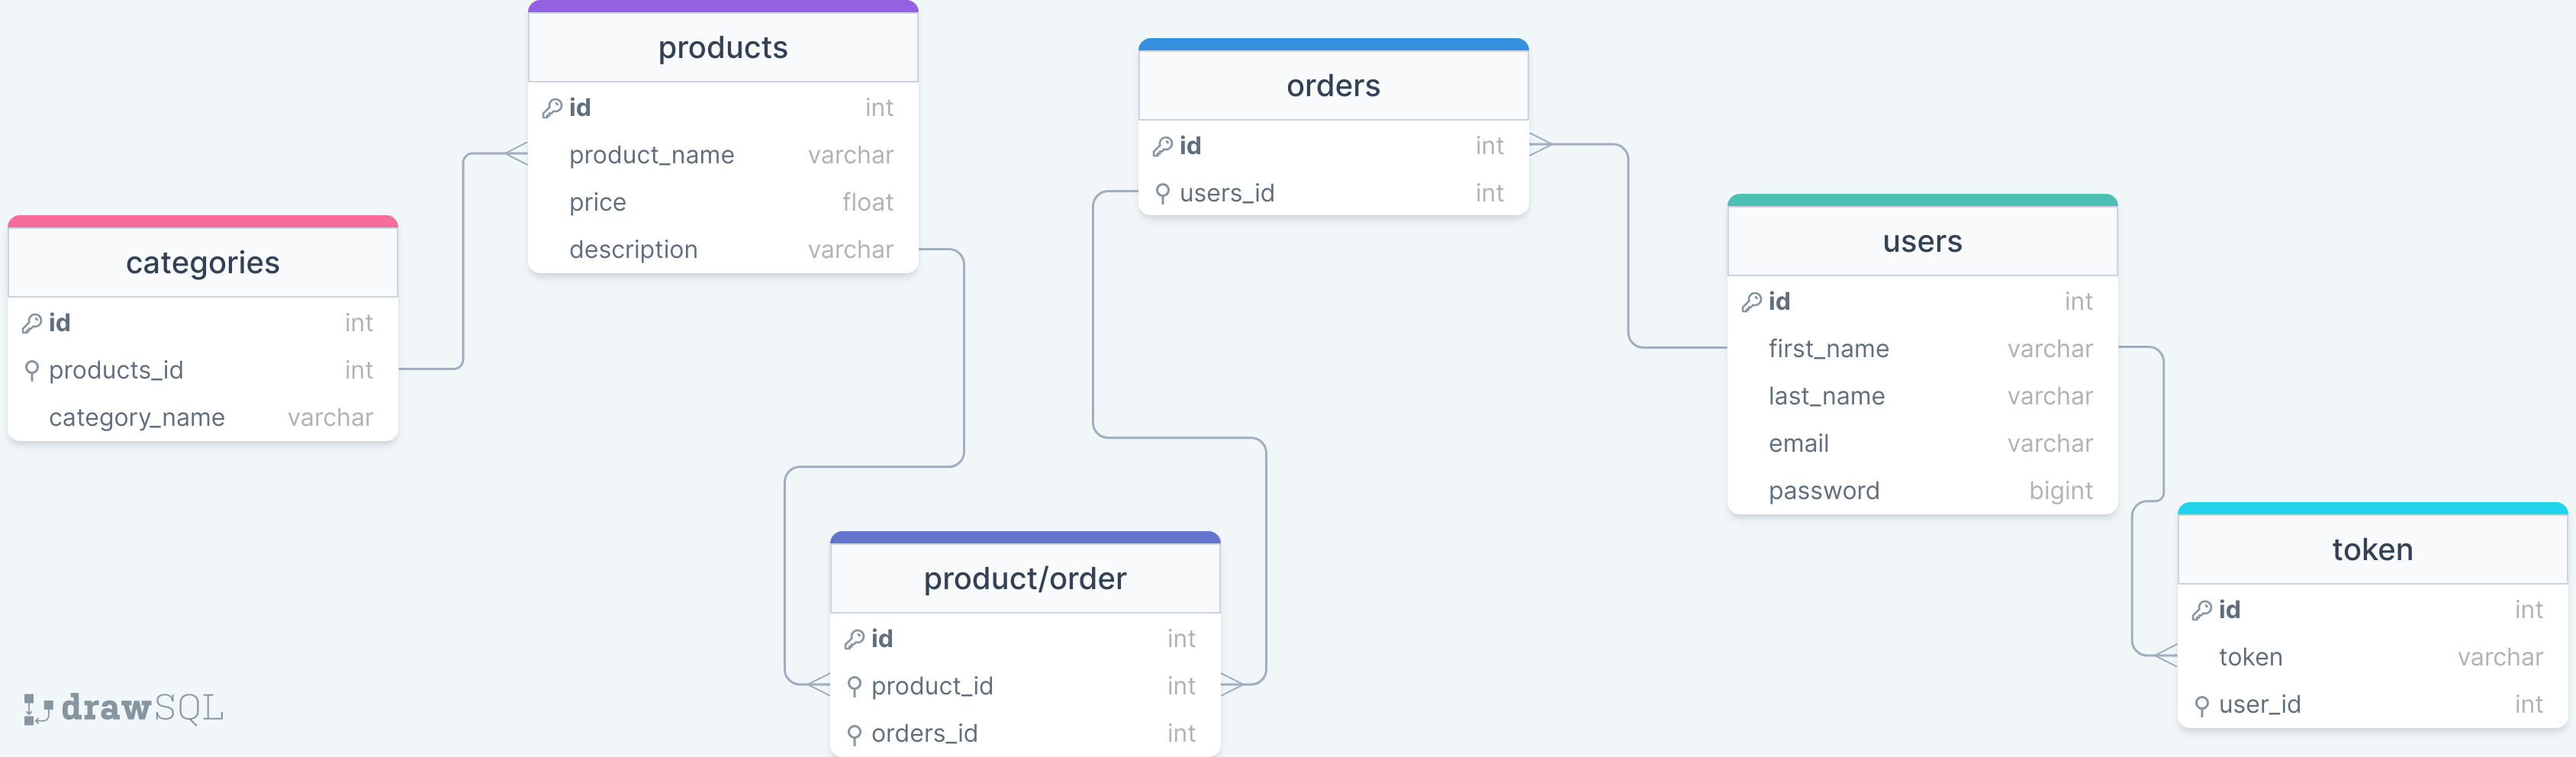 products
id int
product_name varchar
price float
description varchar
categories
id int
products_id int
category_name varchar
orders
id int
users_id int
users
id int
first_name varchar
last_name varchar
email varchar
password bigint
product/order
id int
product_id int
orders_id int
token
id int
token varchar
user_id int
drawSQL